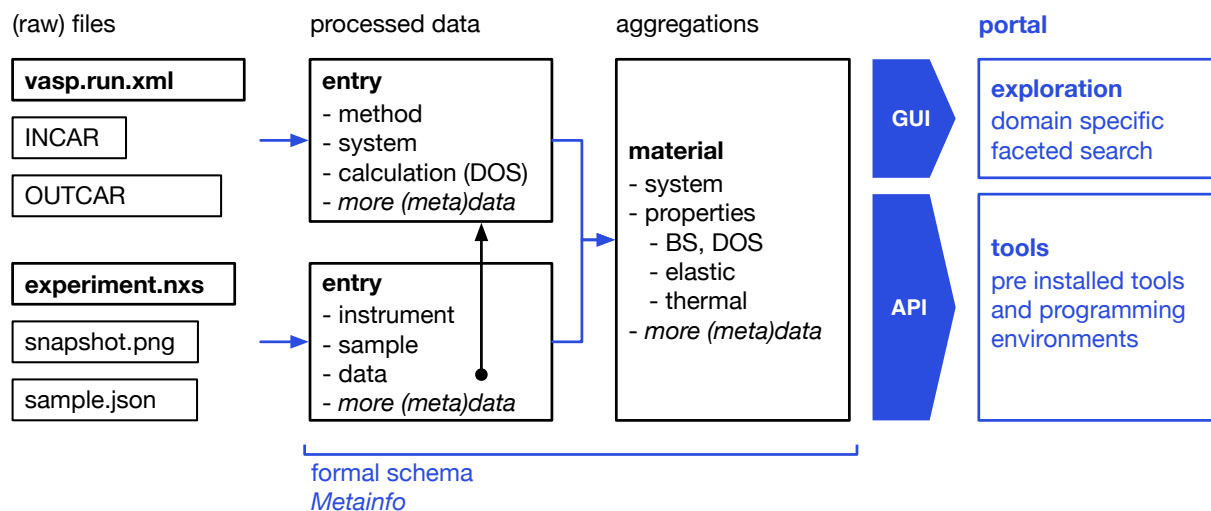 (raw) files
processed data
aggregations
portal
vasp.run.xml
INCAR
OUTCAR
entry
- method
- system
- calculation (DOS)
- more (meta)data
experiment.nxs
snapshot.png
sample.json
entry
- instrument
- sample
- data
- more (meta)data
material
- system
- properties
- BS, DOS
- elastic
- thermal
- more (meta)data
GUI
API
exploration
domain specific
faceted search
tools
pre installed tools
and programming
environments
formal schema
Metainfo